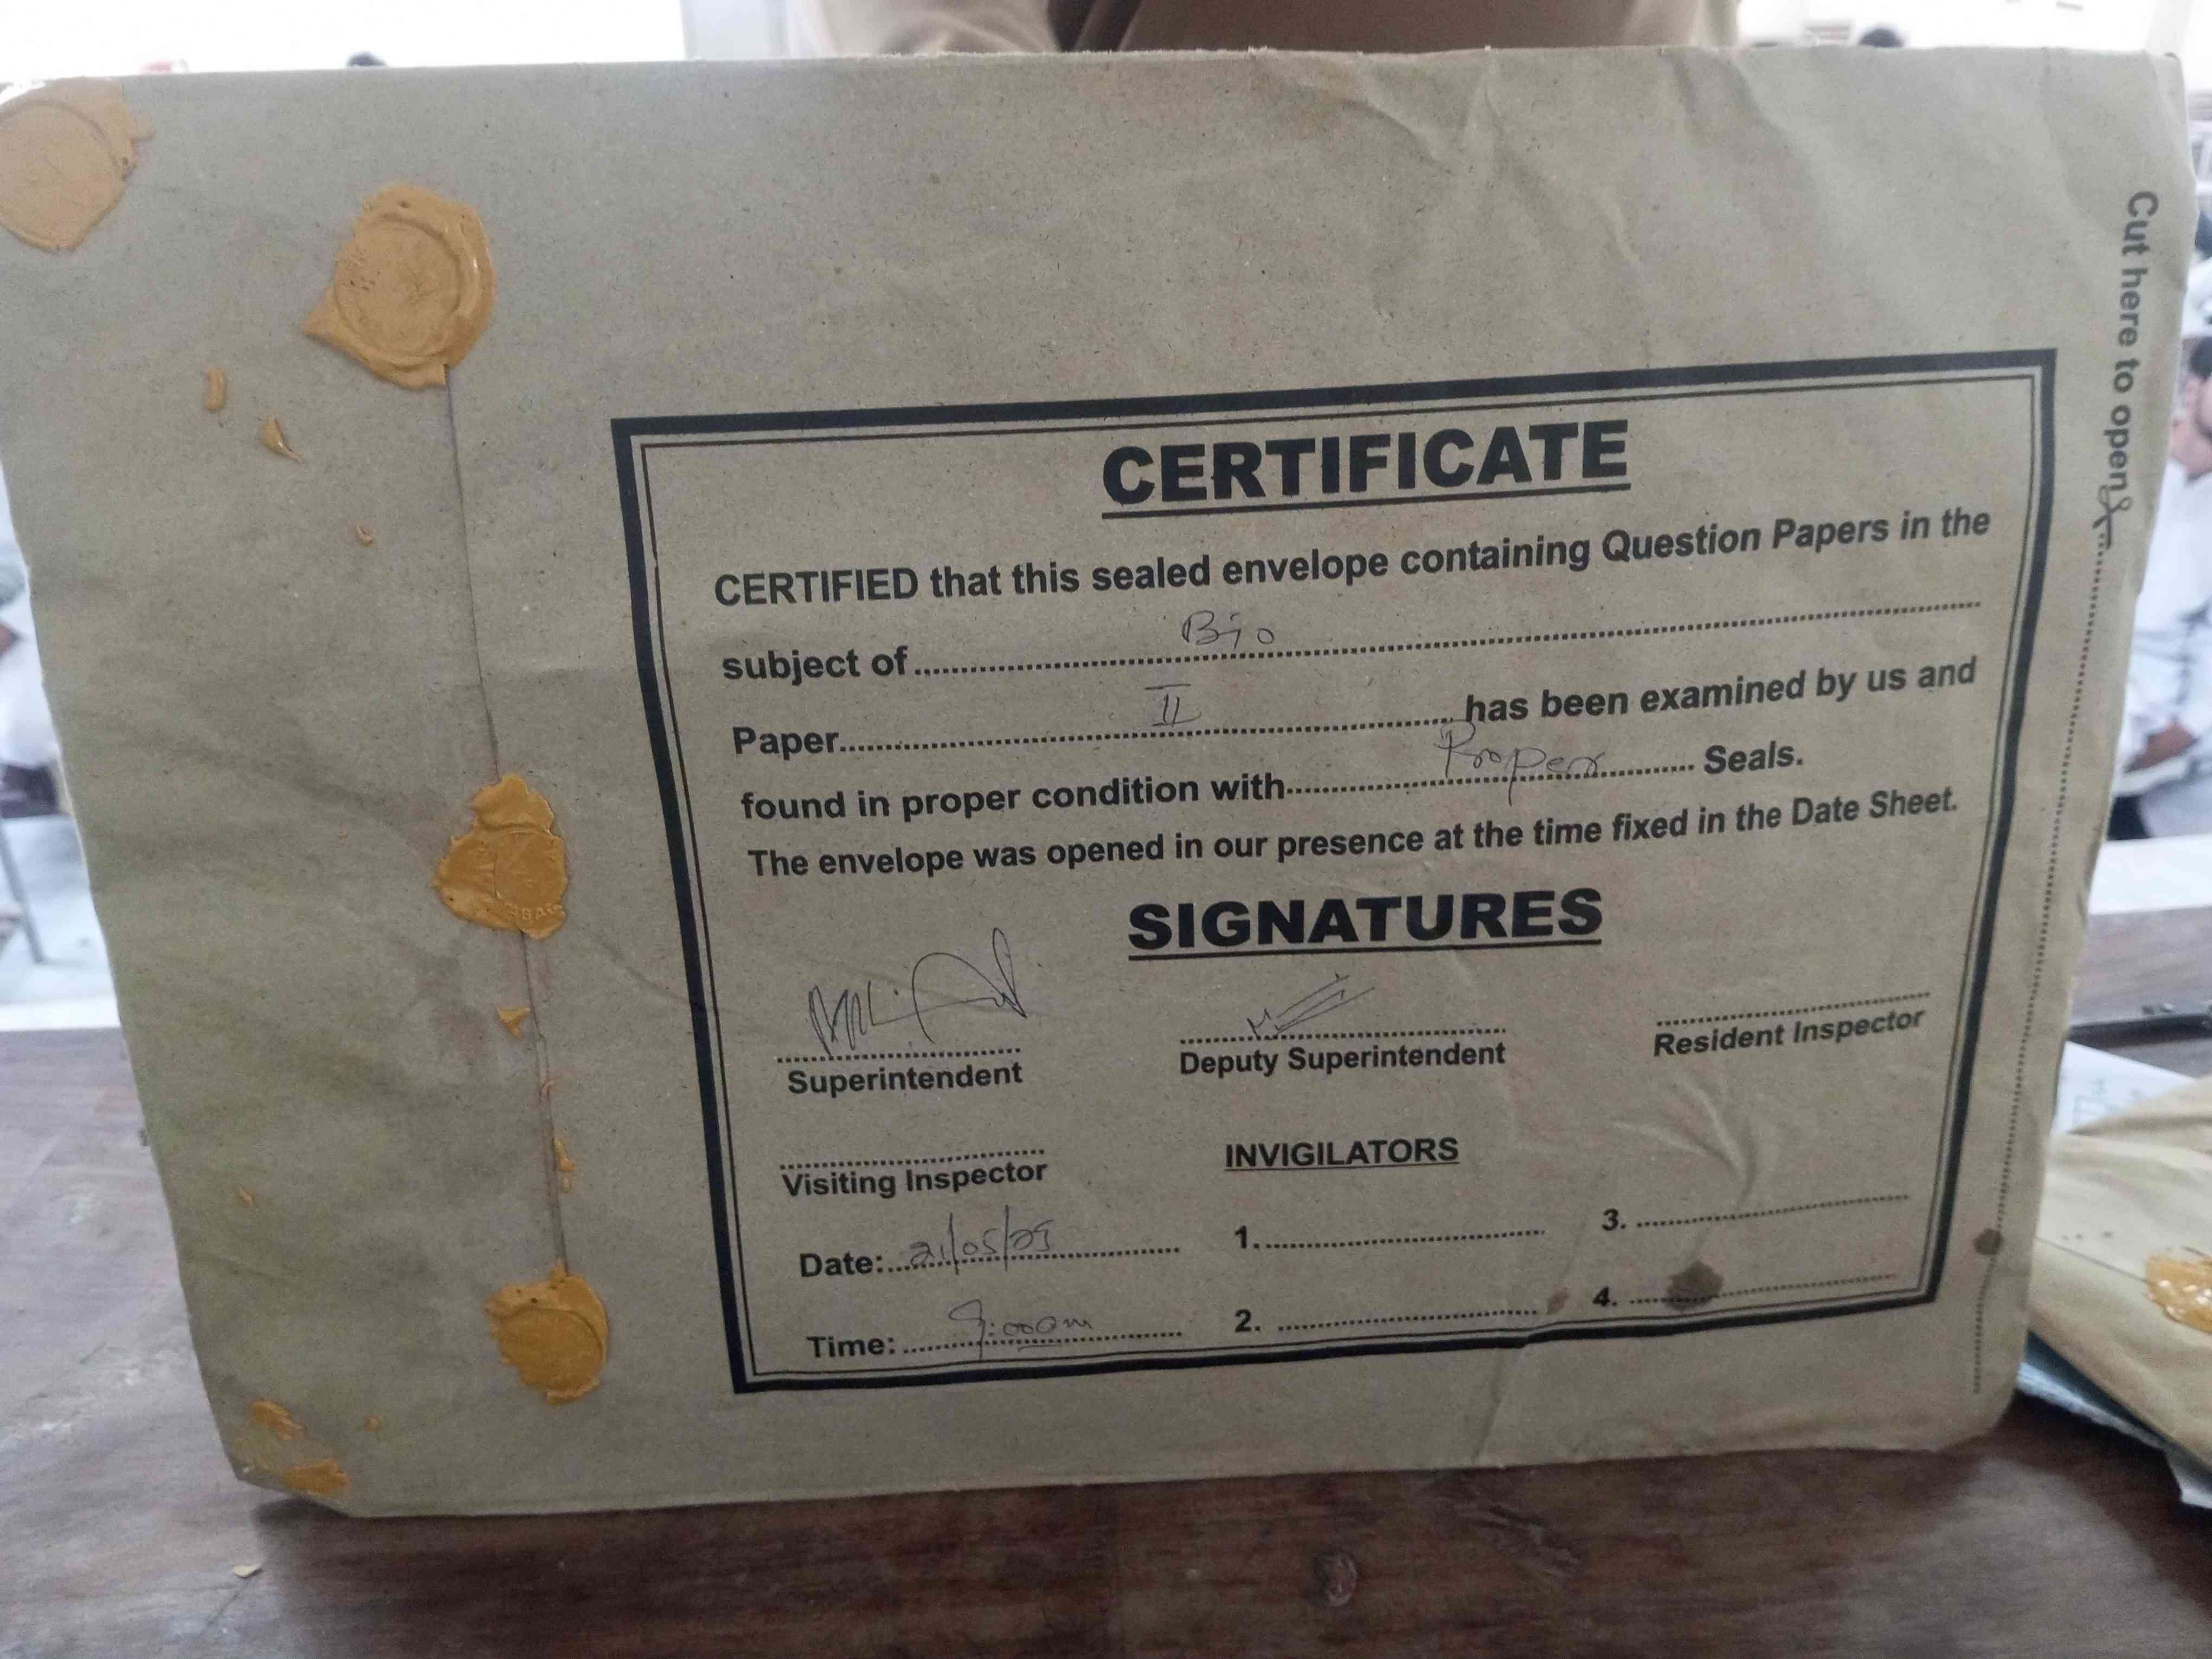 Cut here to open
CERTIFICATE
CERTIFIED that this sealed envelope containing Question Papers in the
subject of Bio
Paper II has been examined by us and
found in proper condition with Proper Seals.
The envelope was opened in our presence at the time fixed in the Date Sheet.
SIGNATURES
Superintendent Deputy Superintendent Resident Inspector
Visiting Inspector INVIGILATORS
Date: 21/05/25 1. 3.
Time: 9:00am 2. 4.